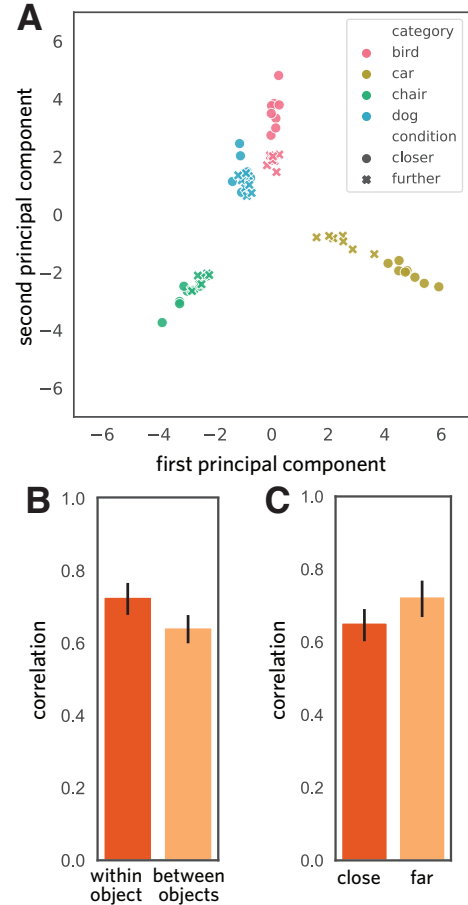 A
6
4
2
0
−2
−4
−6
second principal component
−6 −4 −2 0 2 4 6
first principal component
category
bird
car
chair
dog
condition
closer
further
B
1.0
0.8
0.6
0.4
0.2
0.0
correlation
within
object
between
objects
C
1.0
0.8
0.6
0.4
0.2
0.0
correlation
close
far